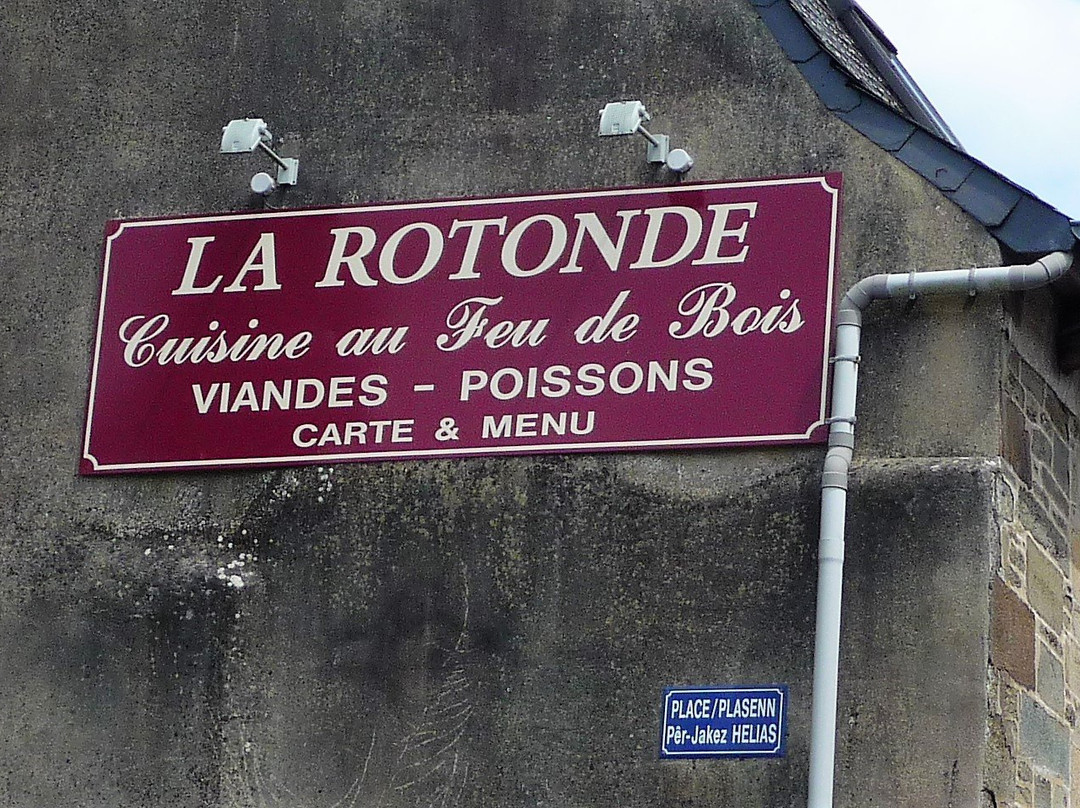 LA ROTONDE
Cuisine au Feu de Bois
VIANDES - POISSONS
CARTE & MENU
PLACE/PLASENN
Pêr-Jakez HELIAS